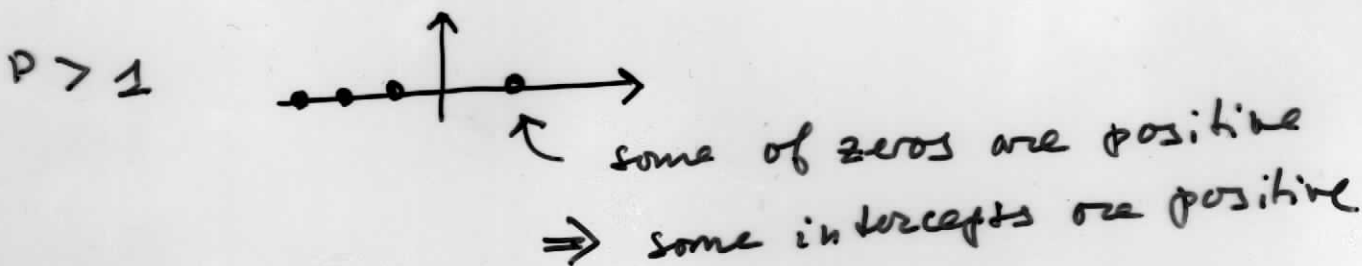 p > 1
some of zeros are positive
⇒ some intercepts are positive.